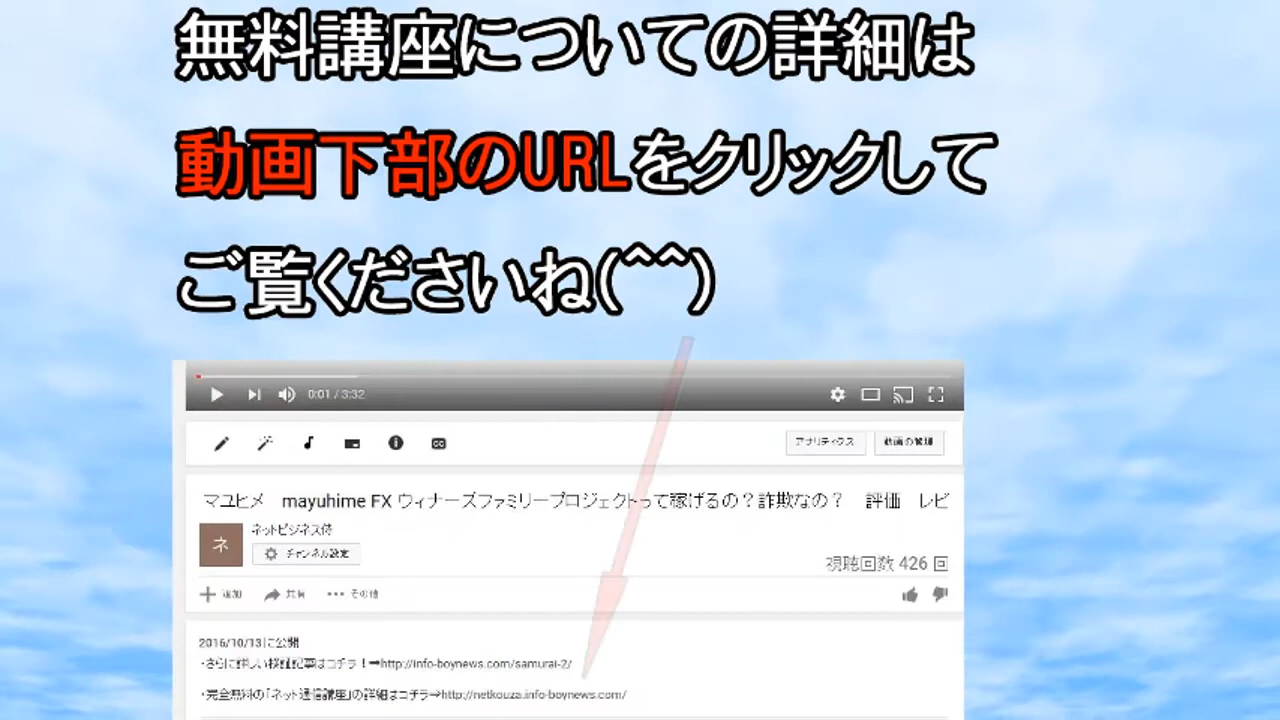 無料講座についての詳細は
動画下部のURLをクリックして
ご覧くださいね(^^)
0:01 / 3:32
アナリティクス
動画の管理
マユヒメ mayuhime FX ウィナーズファミリープロジェクトって稼げるの？詐欺なの？ 評価 レビ
ネ
ネットビジネス侍
チャンネル設定
視聴回数 426 回
追加 共有 その他
2016/10/13に公開
・さらに詳しい検証記事はコチラ！➡http://info-boynews.com/samurai-2/
・完全無料の「ネット通信講座」の詳細はコチラ⇒http://netkouza.info-boynews.com/